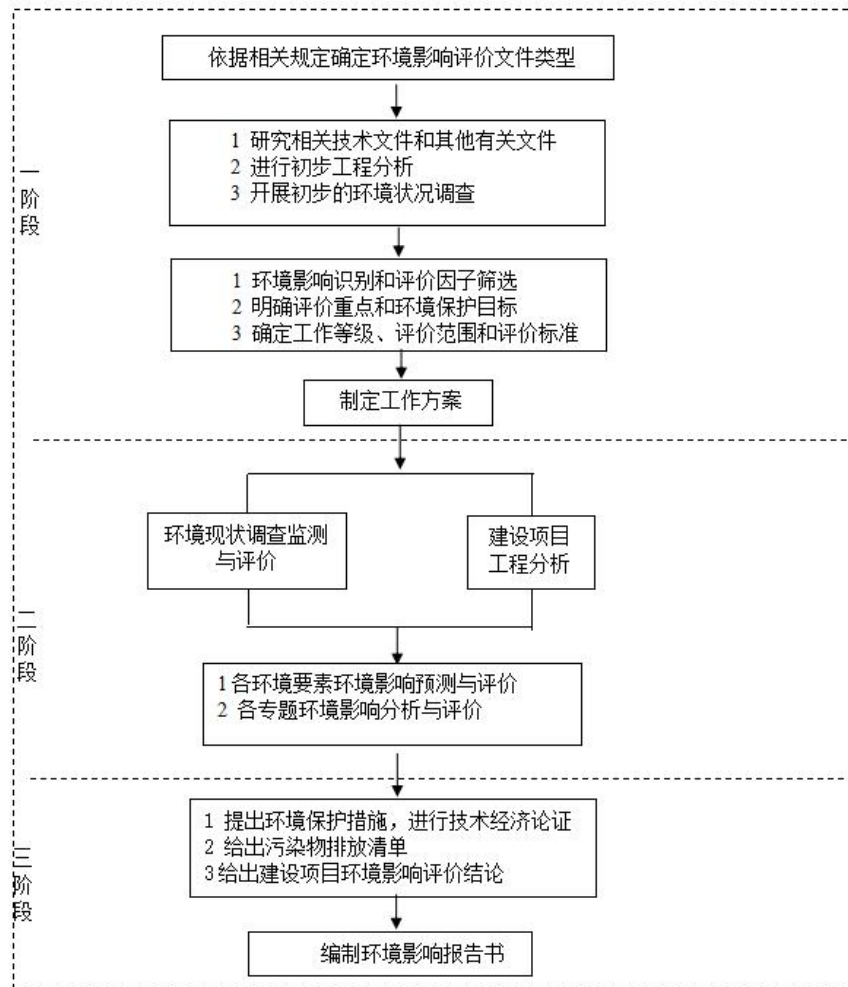 依据相关规定确定环境影响评价文件类型
1 研究相关技术文件和其他有关文件
2 进行初步工程分析
3 开展初步的环境状况调查
一阶段
1 环境影响识别和评价因子筛选
2 明确评价重点和环境保护目标
3 确定工作等级、评价范围和评价标准
制定工作方案
环境现状调查监测
与评价
建设项目
工程分析
二阶段
1各环境要素环境影响预测与评价
2 各专题环境影响分析与评价
1 提出环境保护措施，进行技术经济论证
2 给出污染物排放清单
3给出建设项目环境影响评价结论
三阶段
编制环境影响报告书